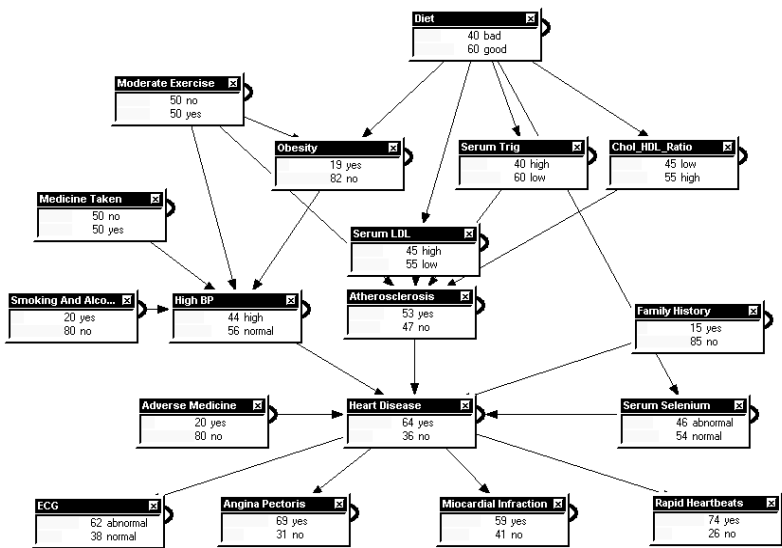 Diet
40 bad
60 good
Moderate Exercise
50 no
50 yes
Obesity
19 yes
82 no
Serum Trig
40 high
60 low
Chol_HDL_Ratio
45 low
55 high
Medicine Taken
50 no
50 yes
Serum LDL
45 high
55 low
Smoking And Alco...
20 yes
80 no
High BP
44 high
56 normal
Atherosclerosis
53 yes
47 no
Family History
15 yes
85 no
Adverse Medicine
20 yes
80 no
Heart Disease
64 yes
36 no
Serum Selenium
46 abnormal
54 normal
ECG
62 abnormal
38 normal
Angina Pectoris
69 yes
31 no
Miocardial Infraction
59 yes
41 no
Rapid Heartbeats
74 yes
26 no